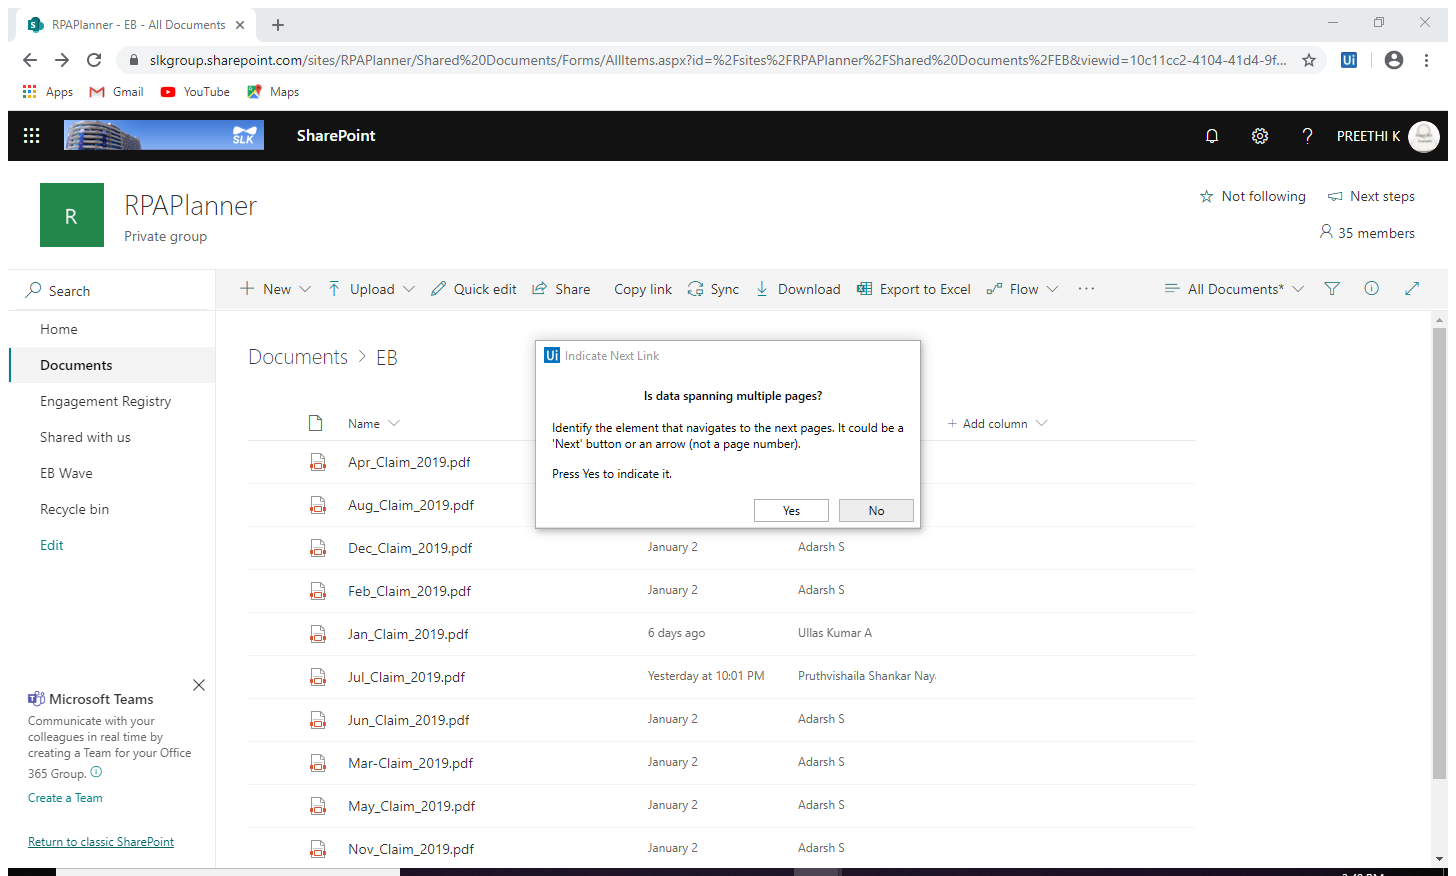 RPAPlanner - EB - All Documents
slkgroup.sharepoint.com/sites/RPAPlanner/Shared%20Documents/Forms/AllItems.aspx?id=%2Fsites%2FRPAPlanner%2FShared%20Documents%2FEB&viewid=10c11cc2-4104-41d4-9f...
Ui
Apps Gmail YouTube Maps
SLK
SharePoint
PREETHI K
R
RPAPlanner
Private group
Not following Next steps
35 members
Search
New Upload Quick edit Share Copy link Sync Download Export to Excel Flow ... All Documents*
Home
Documents
Engagement Registry
Shared with us
EB Wave
Recycle bin
Edit
Documents > EB
Name
+ Add column
Ui Indicate Next Link
Is data spanning multiple pages?
Identify the element that navigates to the next pages. It could be a
'Next' button or an arrow (not a page number).
Press Yes to indicate it.
Yes No
Apr_Claim_2019.pdf
Aug_Claim_2019.pdf
Dec_Claim_2019.pdf January 2 Adarsh S
Feb_Claim_2019.pdf January 2 Adarsh S
Jan_Claim_2019.pdf 6 days ago Ullas Kumar A
Jul_Claim_2019.pdf Yesterday at 10:01 PM Pruthvishaila Shankar Nay
Jun_Claim_2019.pdf January 2 Adarsh S
Mar-Claim_2019.pdf January 2 Adarsh S
May_Claim_2019.pdf January 2 Adarsh S
Nov_Claim_2019.pdf January 2 Adarsh S
Microsoft Teams
Communicate with your
colleagues in real time by
creating a Team for your Office
365 Group.
Create a Team
Return to classic SharePoint